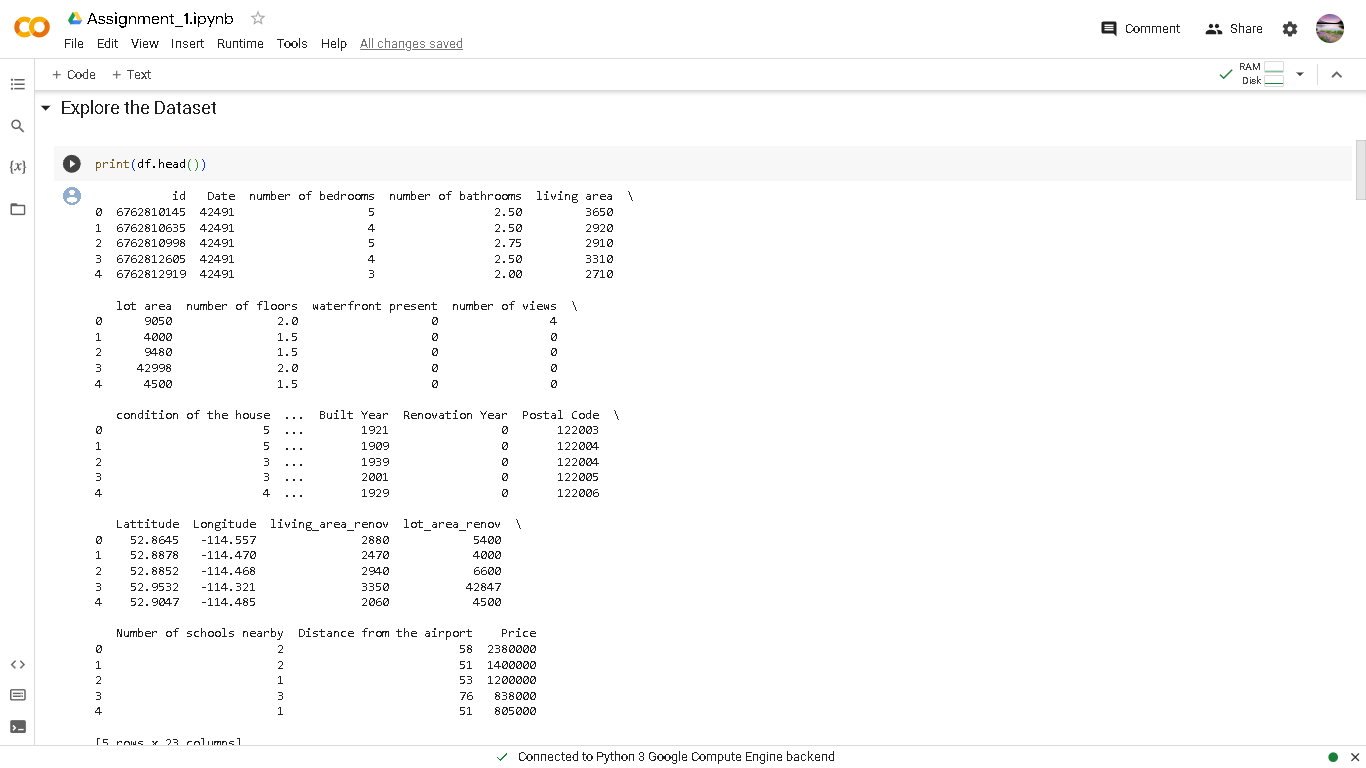 Assignment_1.ipynb
File Edit View Insert Runtime Tools Help All changes saved
Comment Share
+ Code + Text
RAM
Disk
Explore the Dataset
{x}
print(df.head())
id Date number of bedrooms number of bathrooms living area \
0 6762810145 42491 5 2.50 3650
1 6762810635 42491 4 2.50 2920
2 6762810998 42491 5 2.75 2910
3 6762812605 42491 4 2.50 3310
4 6762812919 42491 3 2.00 2710
lot area number of floors waterfront present number of views \
0 9050 2.0 0 4
1 4000 1.5 0 0
2 9480 1.5 0 0
3 42998 2.0 0 0
4 4500 1.5 0 0
condition of the house ... Built Year Renovation Year Postal Code \
0 5 ... 1921 0 122003
1 5 ... 1909 0 122004
2 3 ... 1939 0 122004
3 3 ... 2001 0 122005
4 4 ... 1929 0 122006
Lattitude Longitude living_area_renov lot_area_renov \
0 52.8645 -114.557 2880 5400
1 52.8878 -114.470 2470 4000
2 52.8852 -114.468 2940 6600
3 52.9532 -114.321 3350 42847
4 52.9047 -114.485 2060 4500
Number of schools nearby Distance from the airport Price
0 2 58 2380000
1 2 51 1400000
2 1 53 1200000
3 3 76 838000
4 1 51 805000
[5 rows x 23 columns]
Connected to Python 3 Google Compute Engine backend